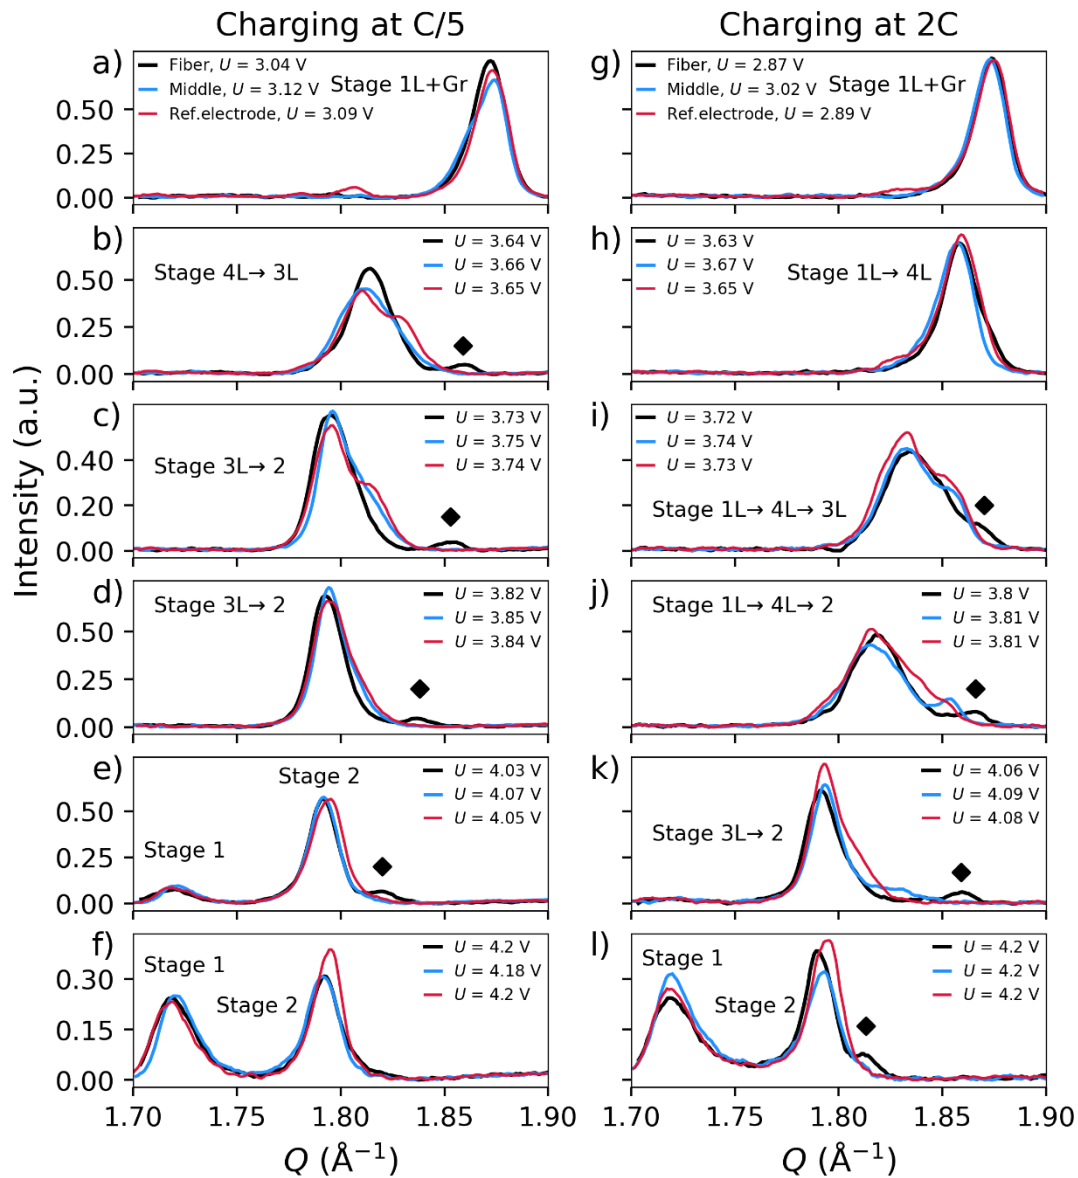 Charging at C/5
Charging at 2C
Intensity (a.u.)
a)
Fiber, U = 3.04 V
Middle, U = 3.12 V
Ref.electrode, U = 3.09 V
Stage 1L+Gr
0.50
0.25
0.00
g)
Fiber, U = 2.87 V
Middle, U = 3.02 V
Ref.electrode, U = 2.89 V
Stage 1L+Gr
b)
Stage 4L→ 3L
U = 3.64 V
U = 3.66 V
U = 3.65 V
0.50
0.25
0.00
h)
U = 3.63 V
U = 3.67 V
U = 3.65 V
Stage 1L→ 4L
c)
Stage 3L→ 2
U = 3.73 V
U = 3.75 V
U = 3.74 V
0.40
0.20
0.00
i)
U = 3.72 V
U = 3.74 V
U = 3.73 V
Stage 1L→ 4L→ 3L
d)
Stage 3L→ 2
U = 3.82 V
U = 3.85 V
U = 3.84 V
0.50
0.25
0.00
j)
Stage 1L→ 4L→ 2
U = 3.8 V
U = 3.81 V
U = 3.81 V
e)
Stage 2
Stage 1
U = 4.03 V
U = 4.07 V
U = 4.05 V
0.50
0.25
0.00
k)
Stage 3L→ 2
U = 4.06 V
U = 4.09 V
U = 4.08 V
f)
Stage 1
Stage 2
U = 4.2 V
U = 4.18 V
U = 4.2 V
0.30
0.15
0.00
l)
Stage 1
Stage 2
U = 4.2 V
U = 4.2 V
U = 4.2 V
1.70 1.75 1.80 1.85 1.90
1.70 1.75 1.80 1.85 1.90
Q (Å⁻¹)
Q (Å⁻¹)